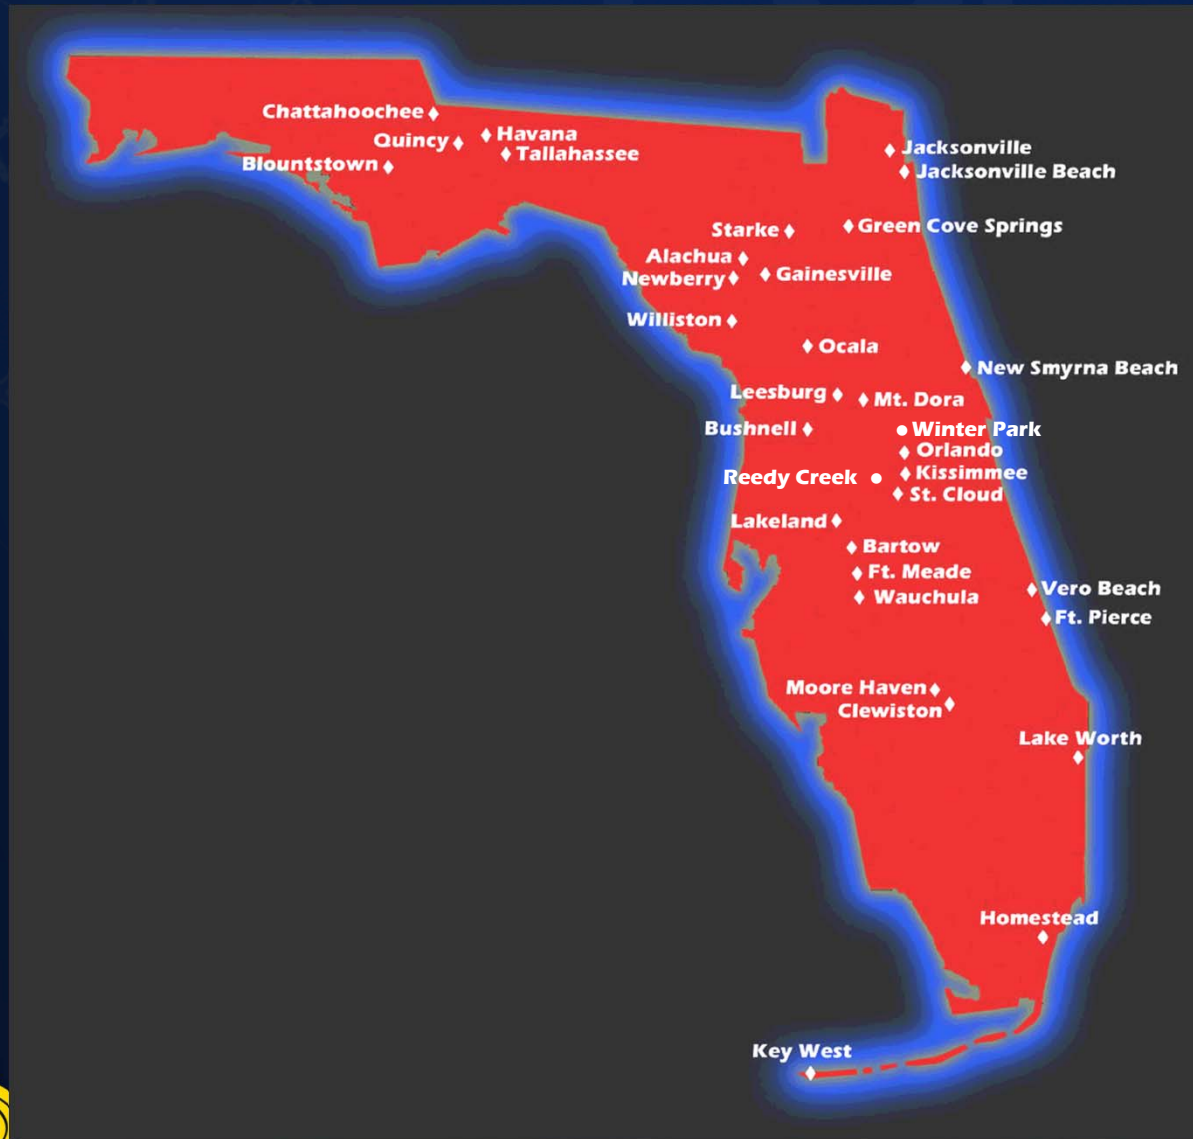 Chattahoochee
Havana
Quincy
Tallahassee
Blountstown
Jacksonville
Jacksonville Beach
Starke
Green Cove Springs
Alachua
Newberry
Gainesville
Williston
Ocala
New Smyrna Beach
Leesburg
Mt. Dora
Bushnell
Winter Park
Orlando
Reedy Creek
Kissimmee
St. Cloud
Lakeland
Bartow
Ft. Meade
Wauchula
Vero Beach
Ft. Pierce
Moore Haven
Clewiston
Lake Worth
Homestead
Key West